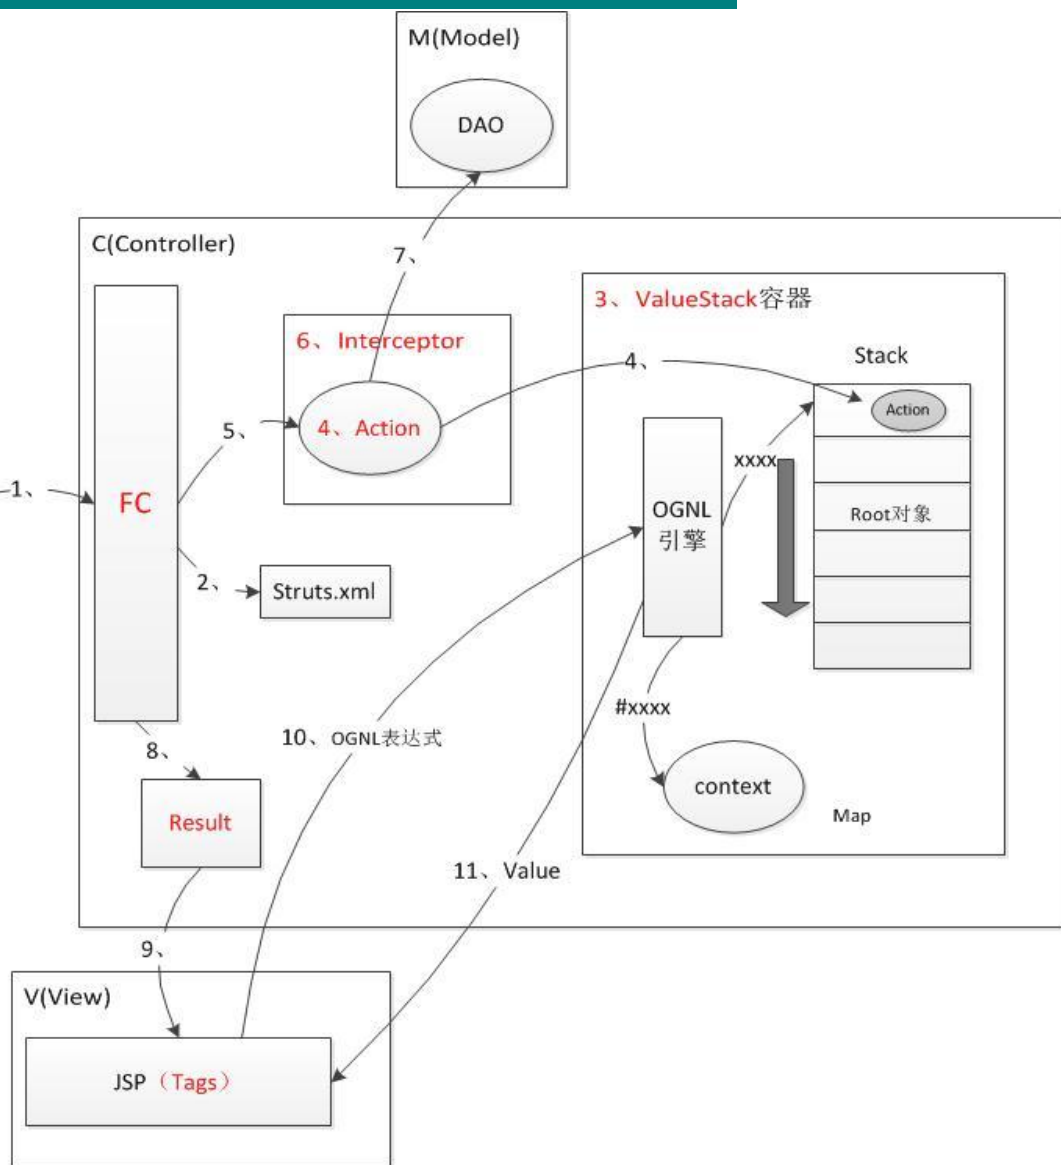 M(Model)
DAO
C(Controller)
7、
3、ValueStack容器
6、Interceptor
Stack
4、
Action
5、
4、Action
xxxx
1、
FC
OGNL
引擎
Root对象
2、
Struts.xml
#xxxx
10、OGNL表达式
8、
context
Map
Result
11、Value
9、
V(View)
JSP（Tags）